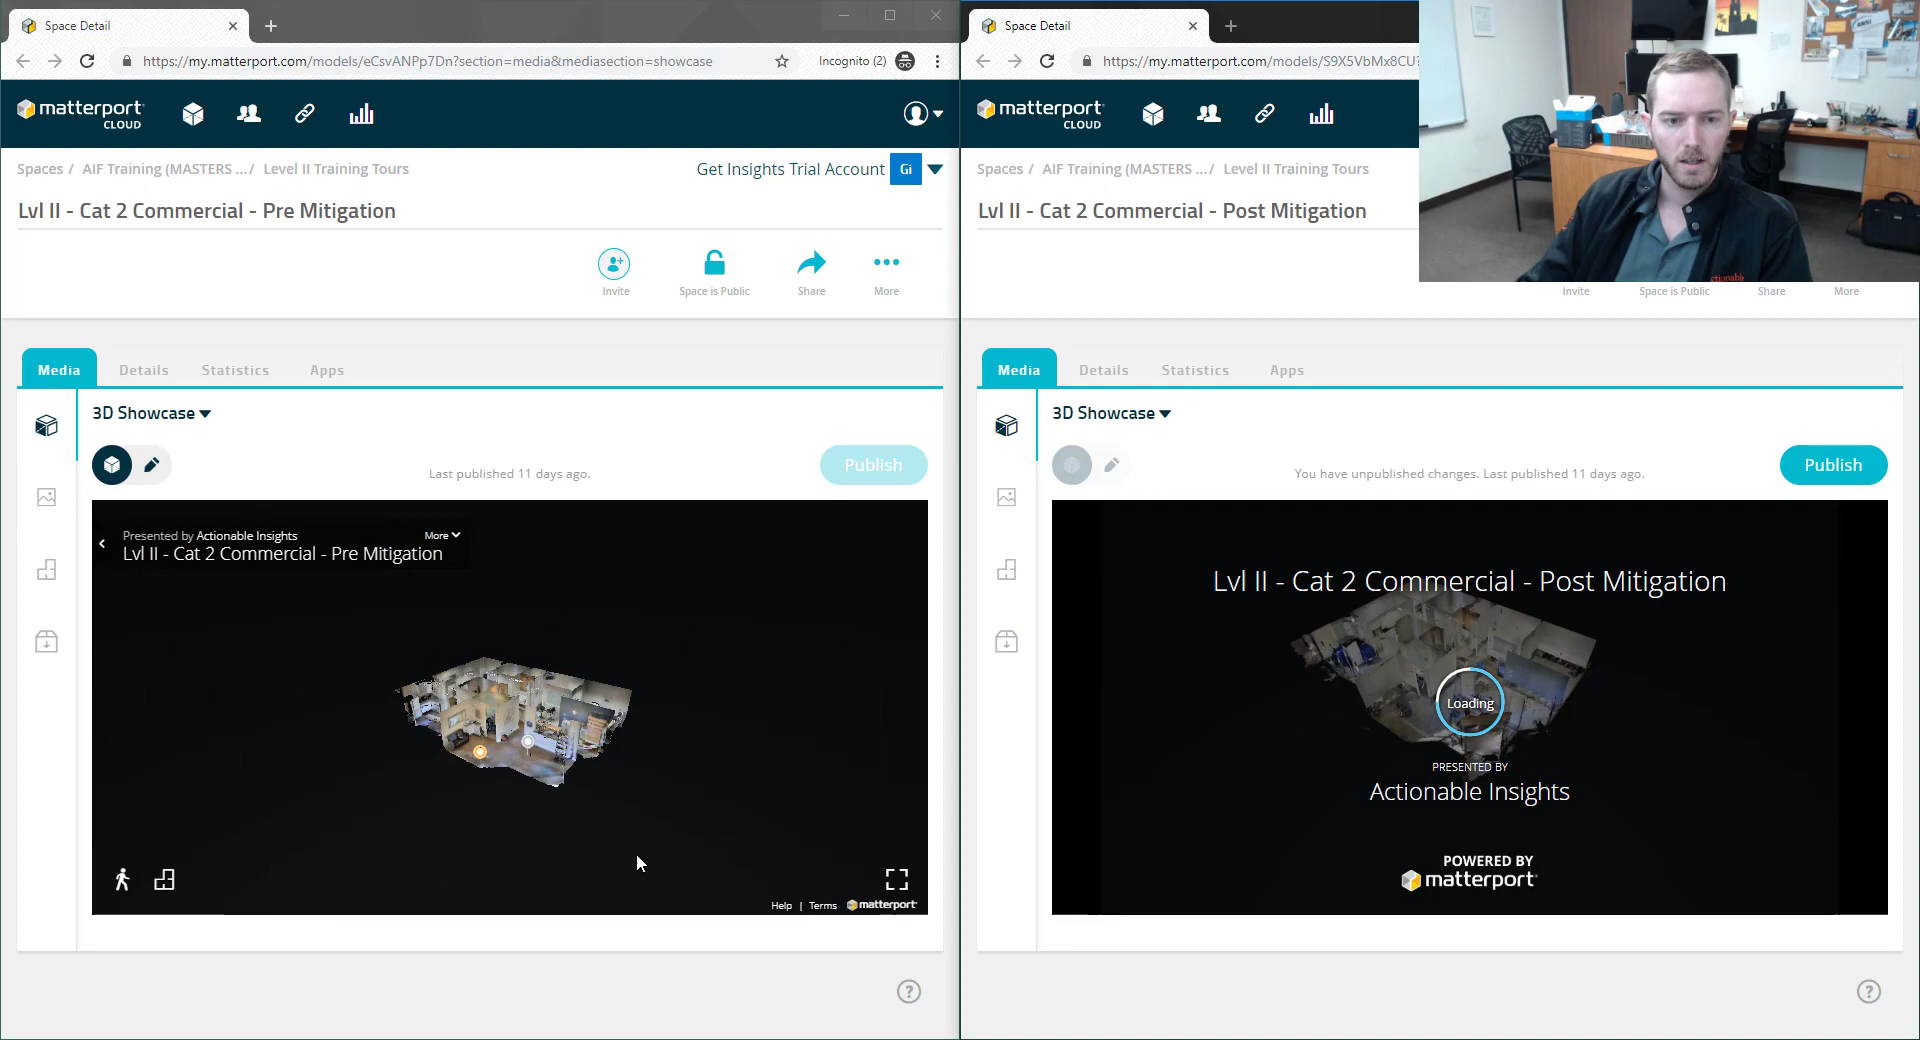 Space Detail
https://my.matterport.com/models/eCsvANPp7Dn?section=media&mediasection=showcase
Incognito (2)
matterport
CLOUD
Spaces / AIF Training (MASTERS ... / Level II Training Tours
Get Insights Trial Account Gi
Lvl II - Cat 2 Commercial - Pre Mitigation
Invite
Space is Public
Share
More
Media
Details
Statistics
Apps
3D Showcase
Last published 11 days ago.
Publish
Presented by Actionable Insights
More
Lvl II - Cat 2 Commercial - Pre Mitigation
Help | Terms matterport
?
Space Detail
https://my.matterport.com/models/S9X5VbMx8CU?
matterport
CLOUD
Spaces / AIF Training (MASTERS ... / Level II Training Tours
Lvl II - Cat 2 Commercial - Post Mitigation
Invite
Space is Public
Share
More
Media
Details
Statistics
Apps
3D Showcase
You have unpublished changes. Last published 11 days ago.
Publish
Lvl II - Cat 2 Commercial - Post Mitigation
Loading
PRESENTED BY
Actionable Insights
POWERED BY
matterport
?